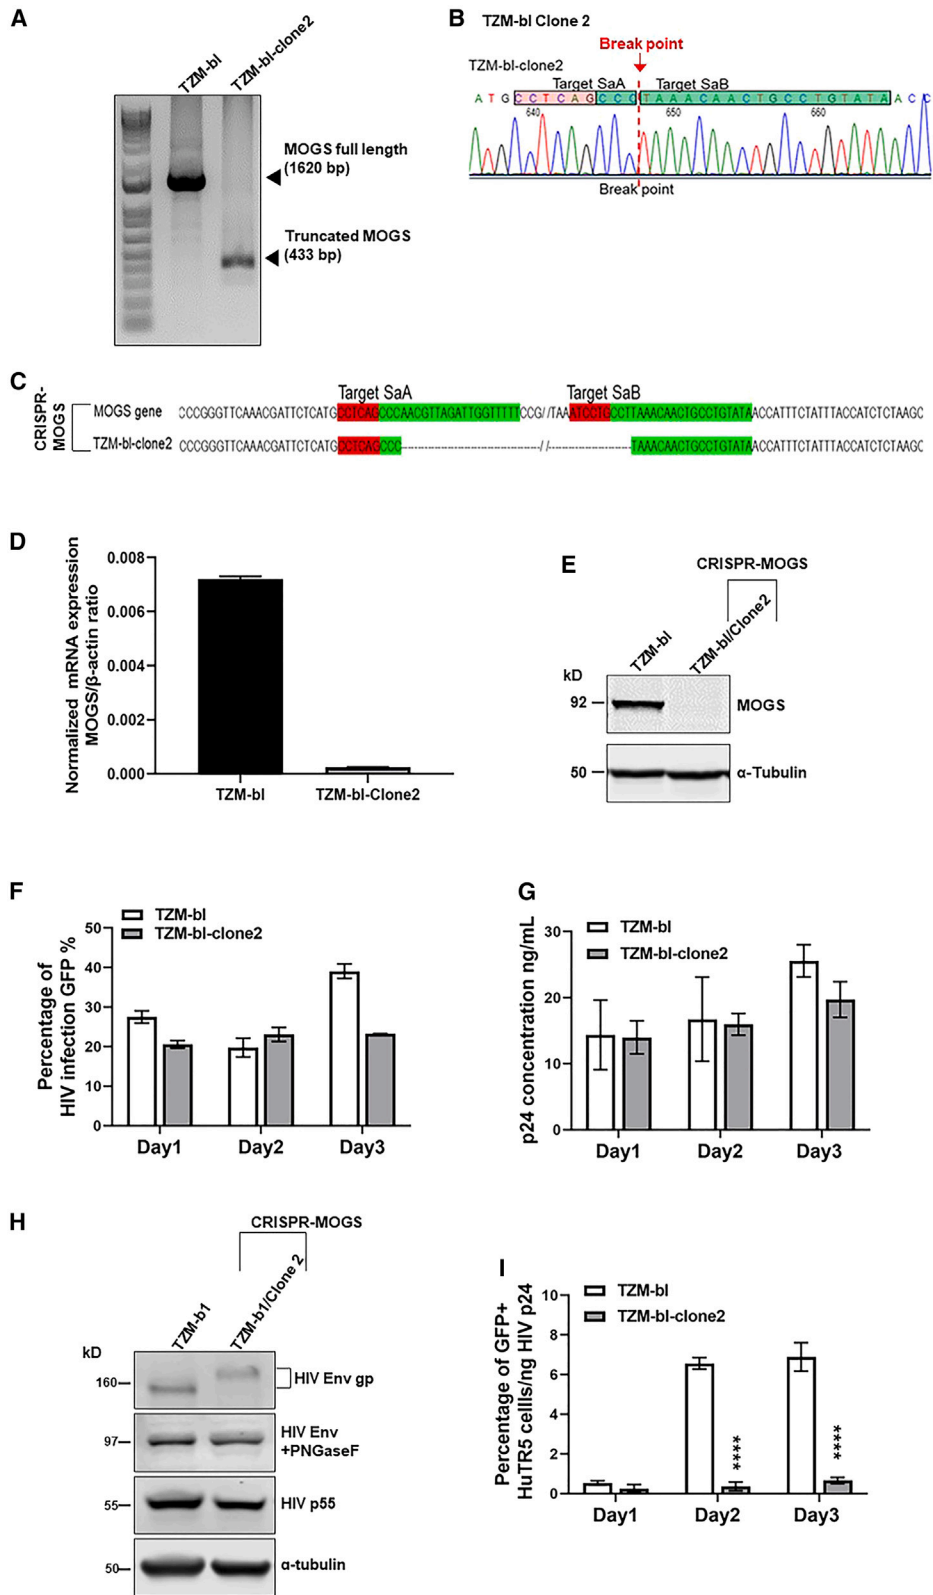 A
TZM-bl
TZM-bl-clone2
MOGS full length
(1620 bp)
Truncated MOGS
(433 bp)
B
TZM-bl Clone 2
Break point
TZM-bl-clone2
Target SaA
Target SaB
A T G C C T C A G C C C T A A A C A A C T G C C T G T A T A A C C
640
650
660
Break point
C
CRISPR-
MOGS
Target SaA
Target SaB
MOGS gene
CCCGGGTTCAAACGATTCTCATGCCTCAGCCCAACGTTAGATTGGTTTTTCCCG//TAAATCCTGCCTTAAACAACTGCCTGTATAACCATTTCTATTTACCATCTCTAAGC
TZM-bl-clone2
CCCGGGTTCAAACGATTCTCATGCCTCAGCCC--------------------//------------TAAACAACTGCCTGTATAACCATTTCTATTTACCATCTCTAAGC
D
Normalized mRNA expression
MOGS/β-actin ratio
0.008
0.006
0.004
0.002
0.000
TZM-bl
TZM-bl-Clone2
E
CRISPR-MOGS
TZM-bl
TZM-bl/Clone2
kD
92
MOGS
50
α-Tubulin
F
TZM-bl
TZM-bl-clone2
Percentage of
HIV infection GFP %
50
40
30
20
10
0
Day1
Day2
Day3
G
TZM-bl
TZM-bl-clone2
p24 concentration ng/mL
30
20
10
0
Day1
Day2
Day3
H
CRISPR-MOGS
TZM-b1
TZM-b1/Clone 2
kD
160
HIV Env gp
97
HIV Env
+PNGaseF
55
HIV p55
50
α-tubulin
I
TZM-bl
TZM-bl-clone2
Percentage of GFP+
HuTR5 cellls/ng HIV p24
10
8
6
4
2
0
****
****
Day1
Day2
Day3